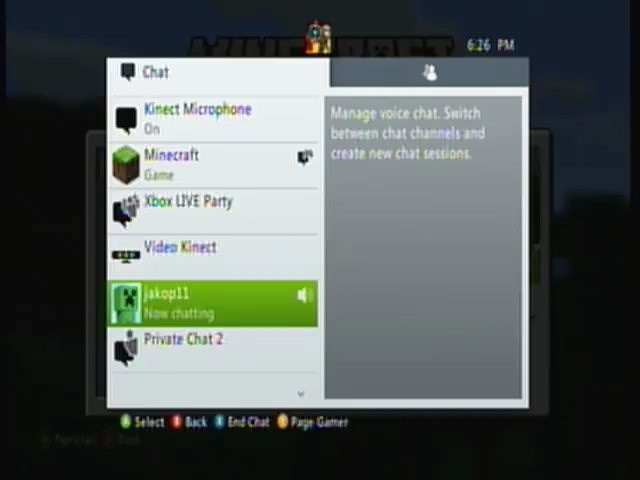 MINECRAFT
6:26 PM
Chat
Kinect Microphone
On
Minecraft
Game
Xbox LIVE Party
Video Kinect
jakop11
Now chatting
Private Chat 2
Manage voice chat. Switch
between chat channels and
create new chat sessions.
A Select B Back X End Chat Y Page Gamer